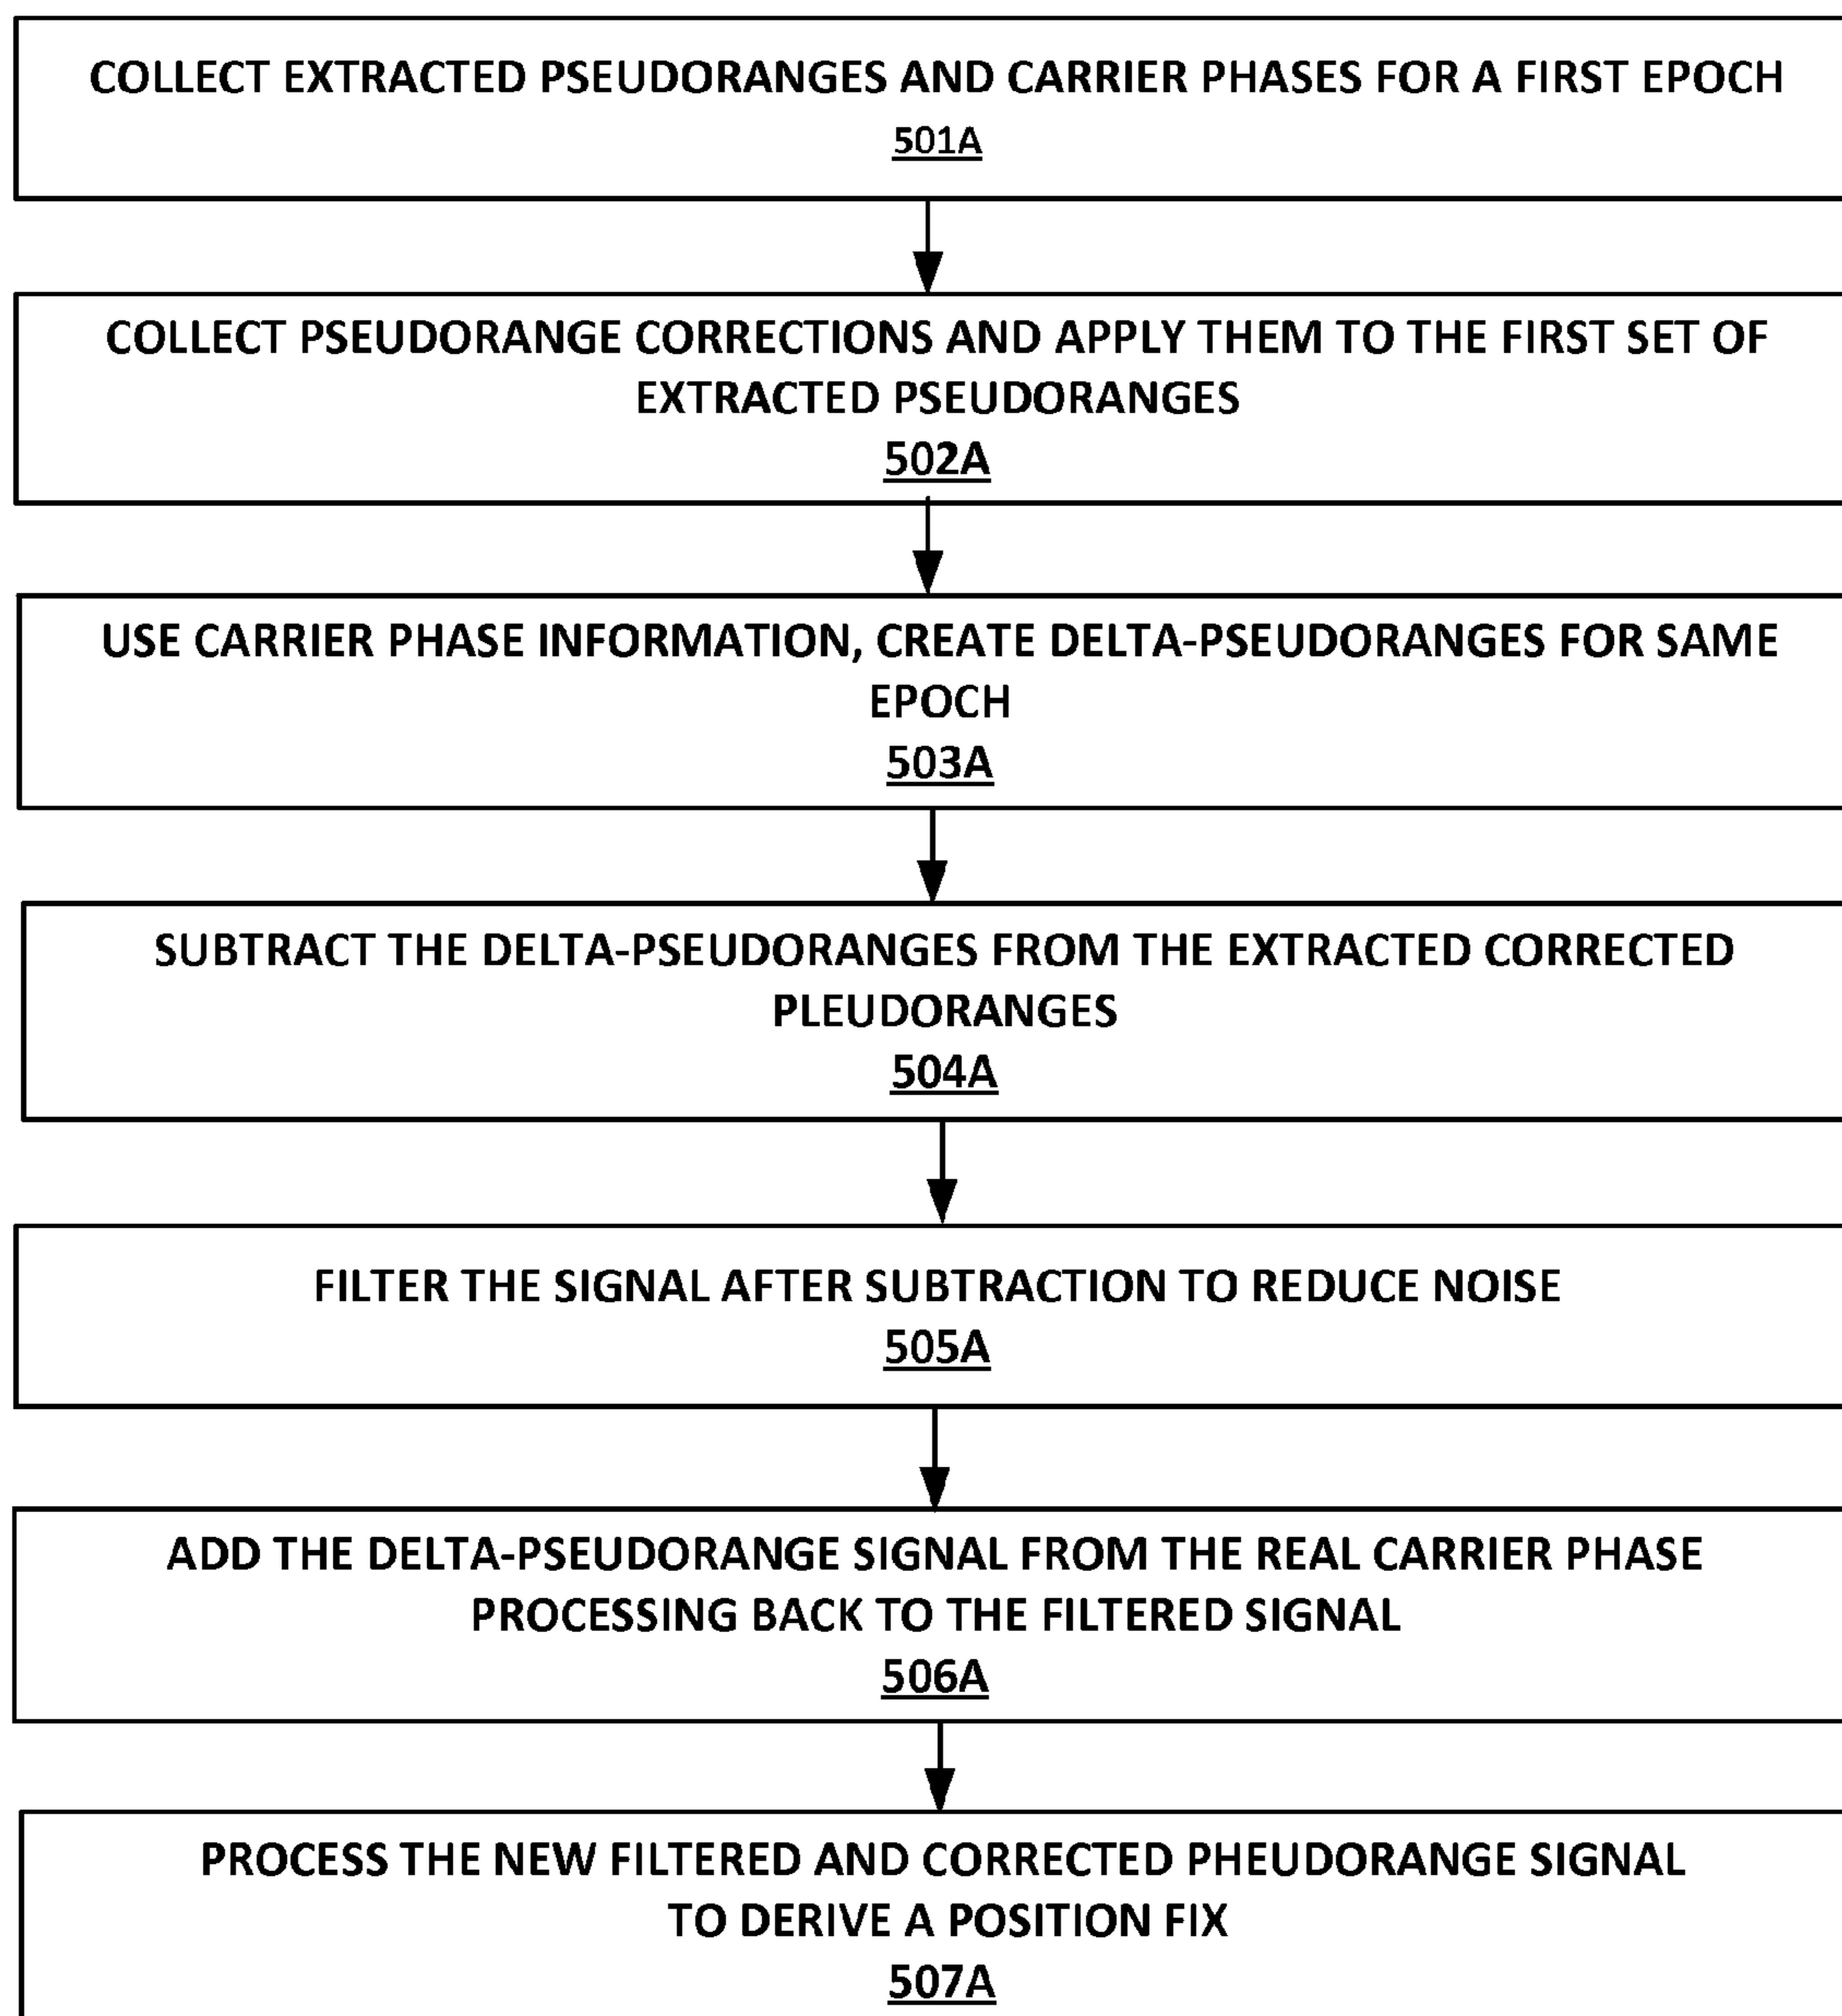 COLLECT EXTRACTED PSEUDORANGES AND CARRIER PHASES FOR A FIRST EPOCH
501A
COLLECT PSEUDORANGE CORRECTIONS AND APPLY THEM TO THE FIRST SET OF
EXTRACTED PSEUDORANGES
502A
USE CARRIER PHASE INFORMATION, CREATE DELTA-PSEUDORANGES FOR SAME
EPOCH
503A
SUBTRACT THE DELTA-PSEUDORANGES FROM THE EXTRACTED CORRECTED
PLEUDORANGES
504A
FILTER THE SIGNAL AFTER SUBTRACTION TO REDUCE NOISE
505A
ADD THE DELTA-PSEUDORANGE SIGNAL FROM THE REAL CARRIER PHASE
PROCESSING BACK TO THE FILTERED SIGNAL
506A
PROCESS THE NEW FILTERED AND CORRECTED PHEUDORANGE SIGNAL
TO DERIVE A POSITION FIX
507A